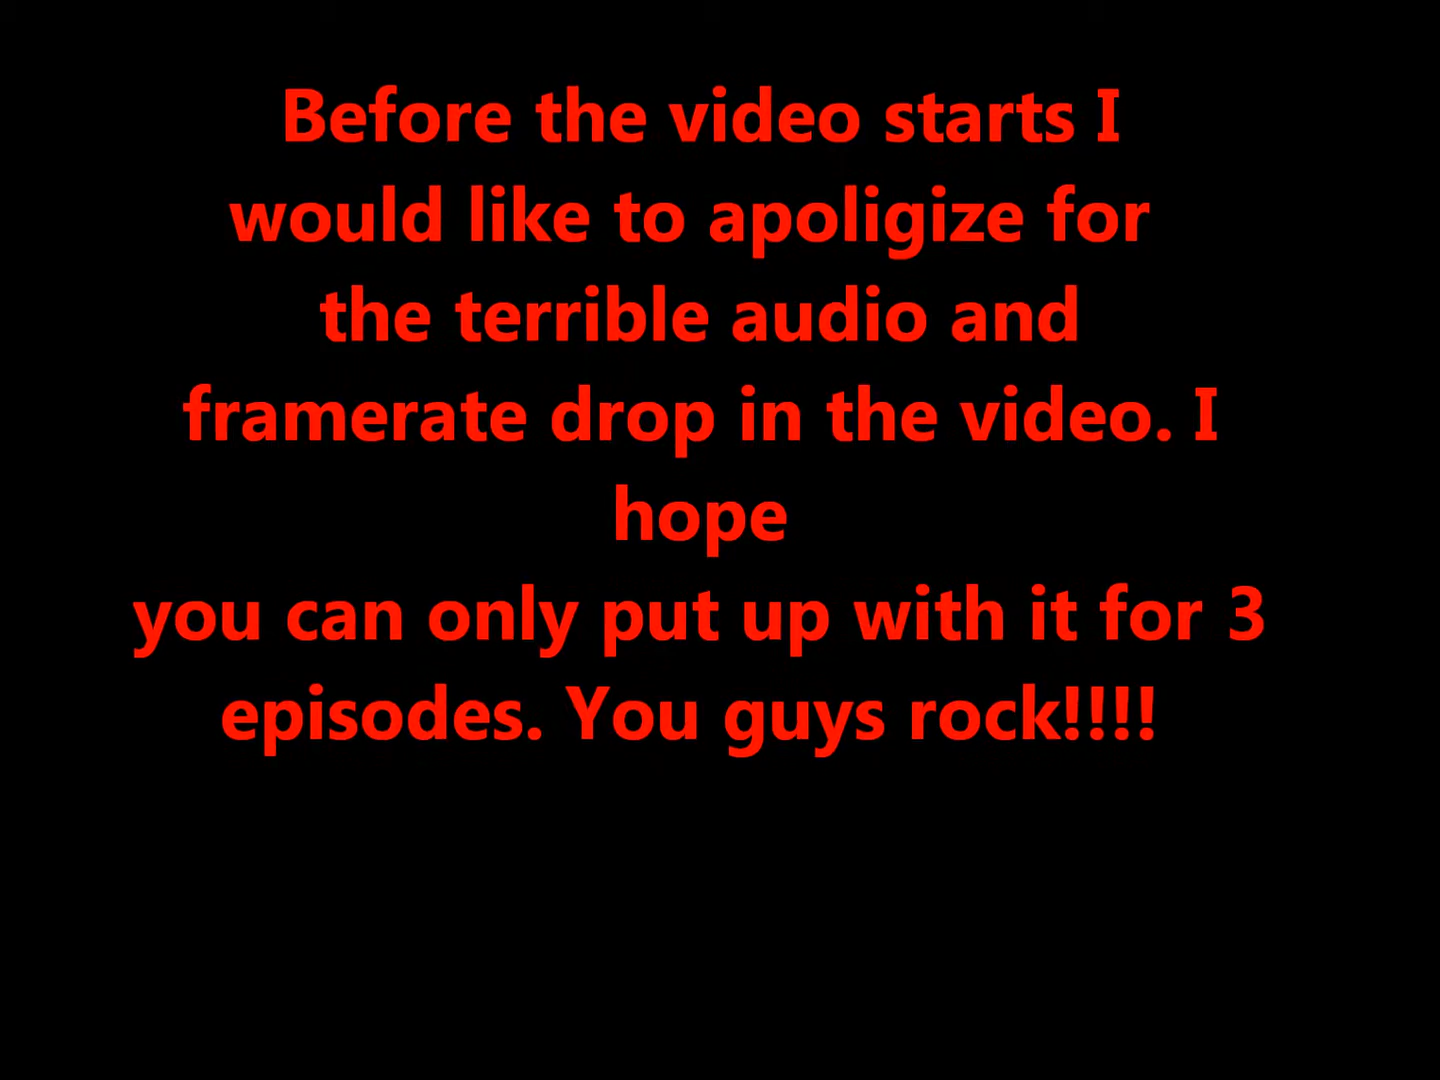 Before the video starts I
would like to apoligize for
the terrible audio and
framerate drop in the video. I
hope
you can only put up with it for 3
episodes. You guys rock!!!!